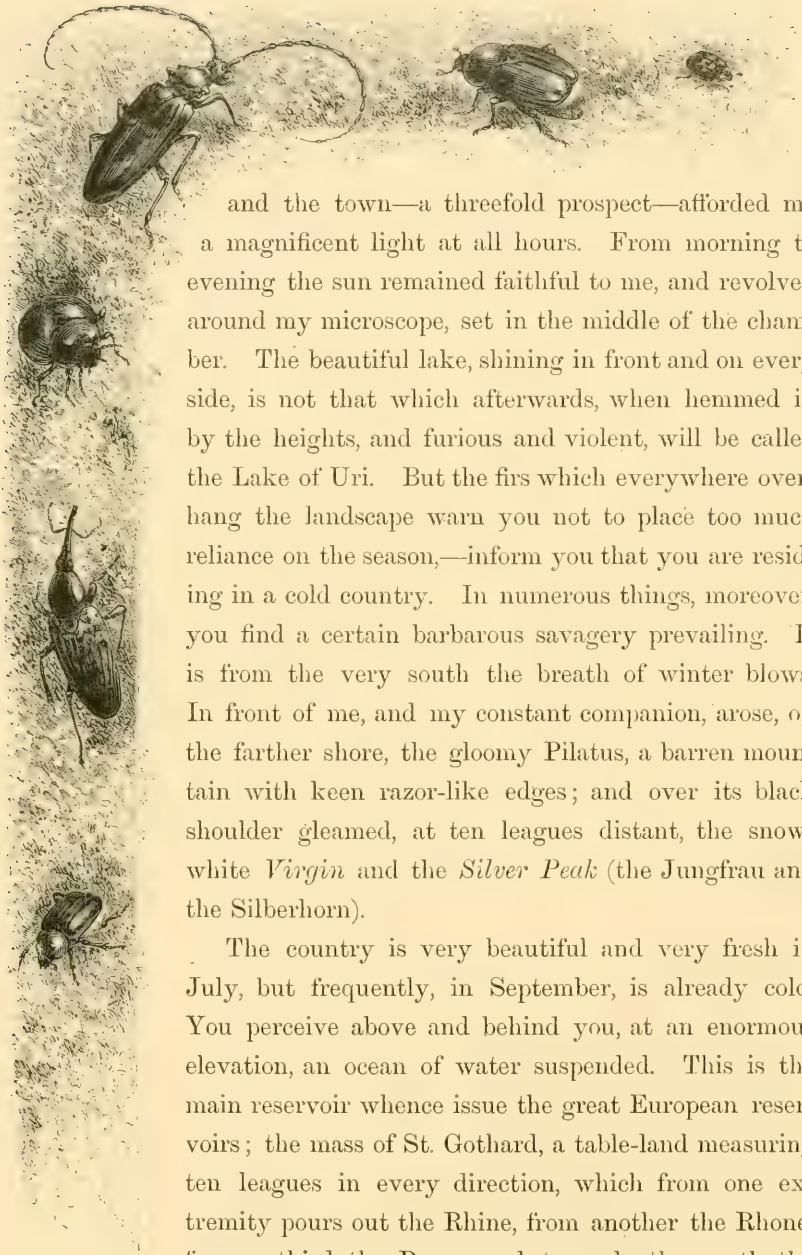 and the town—a threefold prospect—afforded m
a magnificent light at all hours. From morning t
evening the sun remained faithful to me, and revolve
around my microscope, set in the middle of the cham
ber. The beautiful lake, shining in front and on ever
side, is not that which afterwards, when hemmed i
by the heights, and furious and violent, will be calle
the Lake of Uri. But the firs which everywhere over
hang the landscape warn you not to place too muc
reliance on the season,—inform you that you are resid
ing in a cold country. In numerous things, moreove
you find a certain barbarous savagery prevailing. I
is from the very south the breath of winter blows
In front of me, and my constant companion, arose, o
the farther shore, the gloomy Pilatus, a barren moun
tain with keen razor-like edges; and over its blac
shoulder gleamed, at ten leagues distant, the snow
white Virgin and the Silver Peak (the Jungfrau an
the Silberhorn).
The country is very beautiful and very fresh i
July, but frequently, in September, is already cold
You perceive above and behind you, at an enormou
elevation, an ocean of water suspended. This is th
main reservoir whence issue the great European reser
voirs; the mass of St. Gothard, a table-land measurin
ten leagues in every direction, which from one ex
tremity pours out the Rhine, from another the Rhone